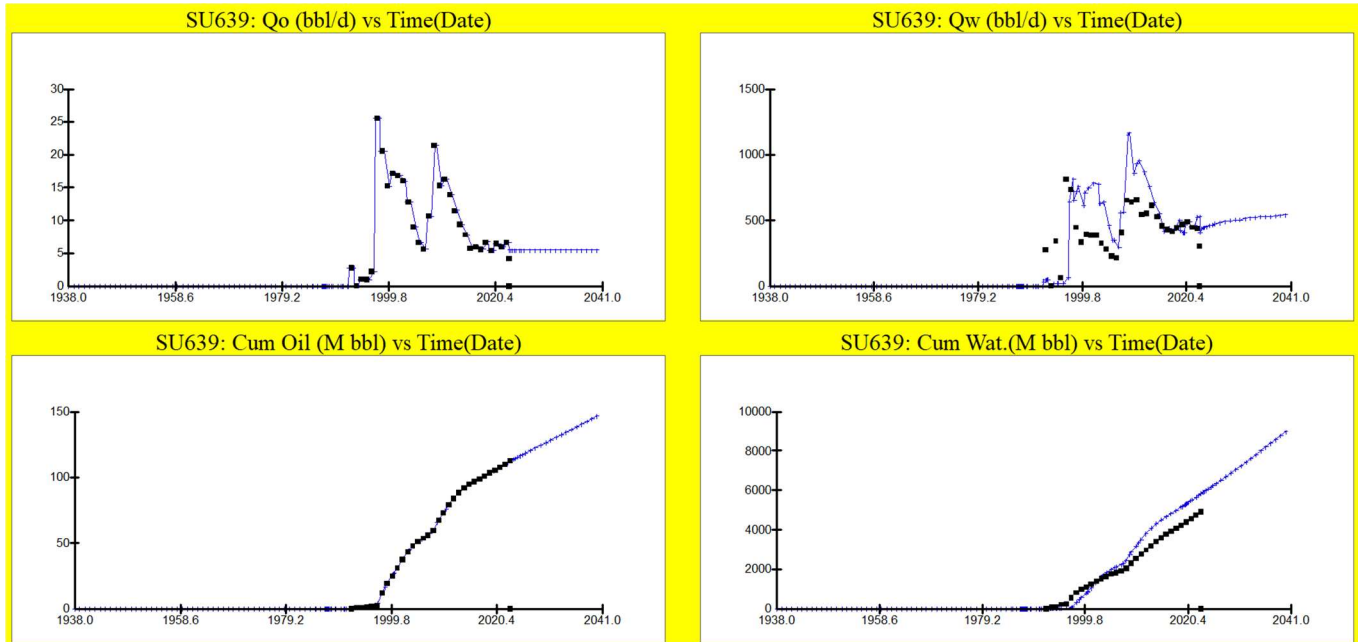 SU639: Qo (bbl/d) vs Time(Date)
30
25
20
15
10
5
0
1938.0 1958.6 1979.2 1999.8 2020.4 2041.0
SU639: Qw (bbl/d) vs Time(Date)
1500
1000
500
0
1938.0 1958.6 1979.2 1999.8 2020.4 2041.0
SU639: Cum Oil (M bbl) vs Time(Date)
150
100
50
0
1938.0 1958.6 1979.2 1999.8 2020.4 2041.0
SU639: Cum Wat.(M bbl) vs Time(Date)
10000
8000
6000
4000
2000
0
1938.0 1958.6 1979.2 1999.8 2020.4 2041.0